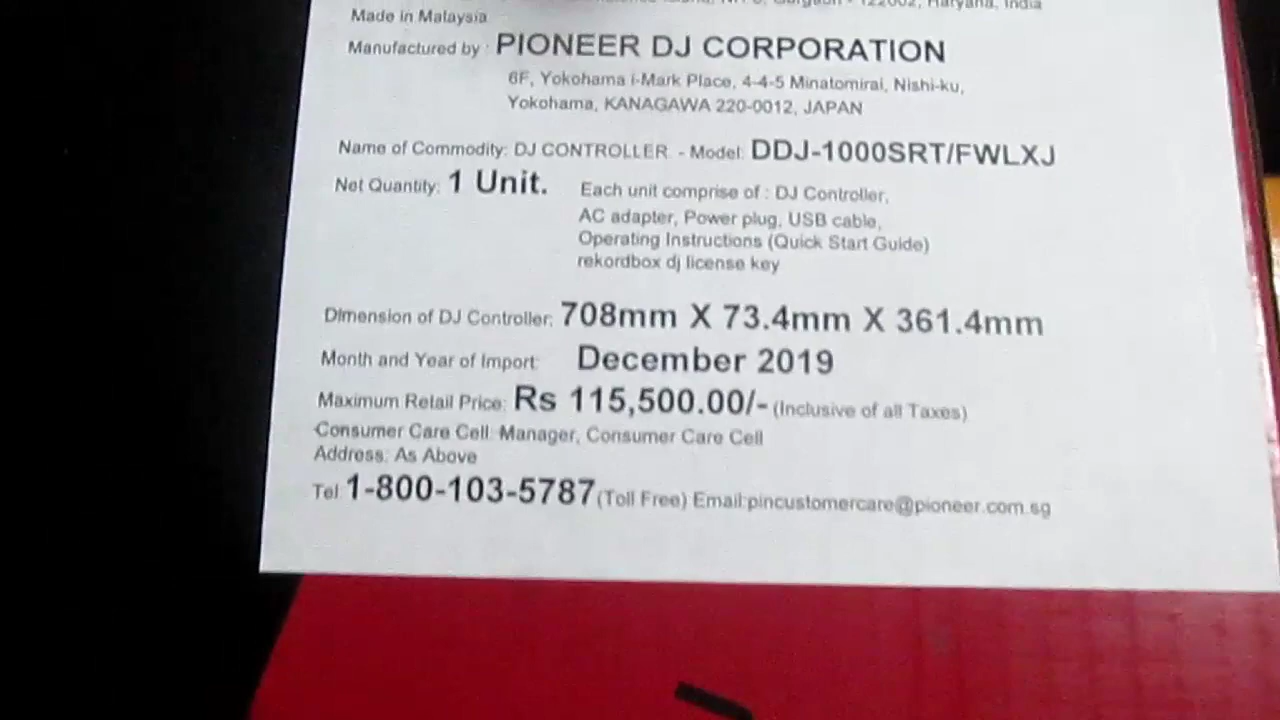 122002, Haryana, India
Made in Malaysia
Manufactured by : PIONEER DJ CORPORATION
6F, Yokohama i-Mark Place, 4-4-5 Minatomirai, Nishi-ku,
Yokohama, KANAGAWA 220-0012, JAPAN
Name of Commodity: DJ CONTROLLER - Model: DDJ-1000SRT/FWLXJ
Net Quantity: 1 Unit. Each unit comprise of : DJ Controller,
AC adapter, Power plug, USB cable,
Operating Instructions (Quick Start Guide)
rekordbox dj license key
Dimension of DJ Controller: 708mm X 73.4mm X 361.4mm
Month and Year of Import: December 2019
Maximum Retail Price: Rs 115,500.00/- (Inclusive of all Taxes)
Consumer Care Cell: Manager, Consumer Care Cell
Address: As Above
Tel: 1-800-103-5787 (Toll Free) Email:pincustomercare@pioneer.com.sg